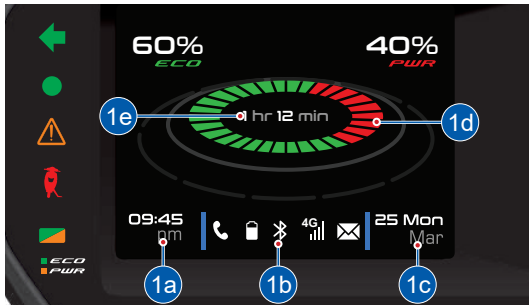 60% 40%
ECO PWR
1e 1 hr 12 min 1d
09:45 4G 25 Mon
pm Mar
ECO
PWR
1a 1b 1c